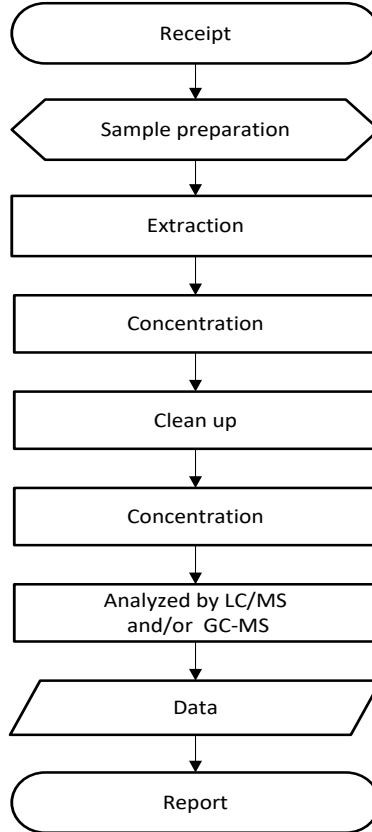 Receipt
Sample preparation
Extraction
Concentration
Clean up
Concentration
Analyzed by LC/MS
and/or GC-MS
Data
Report